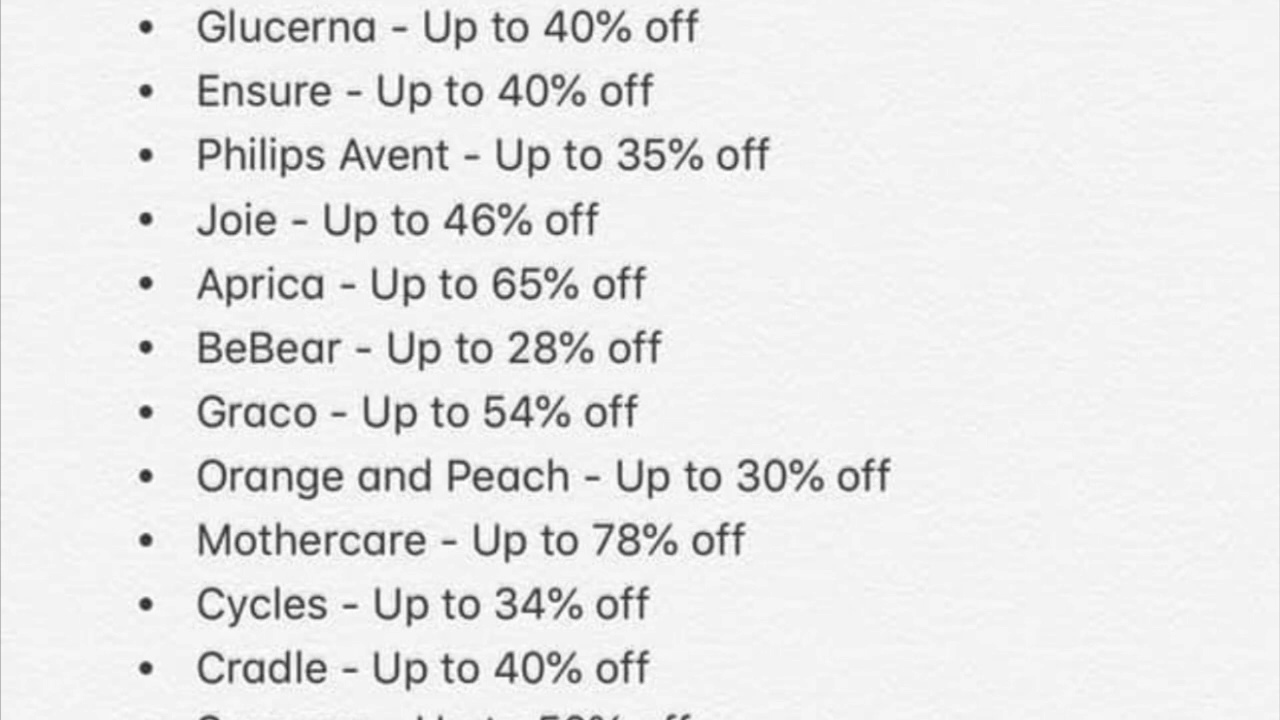 • Glucerna - Up to 40% off
• Ensure - Up to 40% off
• Philips Avent - Up to 35% off
• Joie - Up to 46% off
• Aprica - Up to 65% off
• BeBear - Up to 28% off
• Graco - Up to 54% off
• Orange and Peach - Up to 30% off
• Mothercare - Up to 78% off
• Cycles - Up to 34% off
• Cradle - Up to 40% off